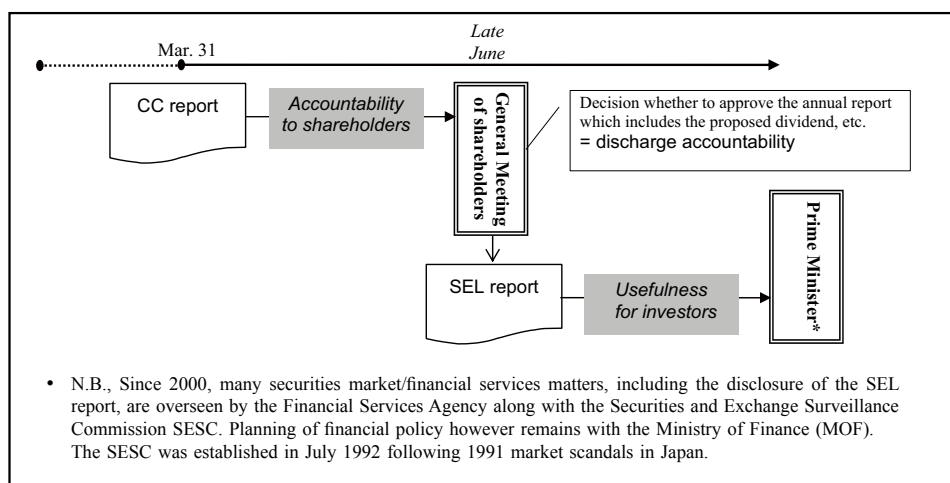 Late
June
Mar. 31
CC report
Accountability
to shareholders
General Meeting
of shareholders
Decision whether to approve the annual report
which includes the proposed dividend, etc.
= discharge accountability
SEL report
Usefulness
for investors
Prime Minister*
• N.B., Since 2000, many securities market/financial services matters, including the disclosure of the SEL
report, are overseen by the Financial Services Agency along with the Securities and Exchange Surveillance
Commission SESC. Planning of financial policy however remains with the Ministry of Finance (MOF).
The SESC was established in July 1992 following 1991 market scandals in Japan.